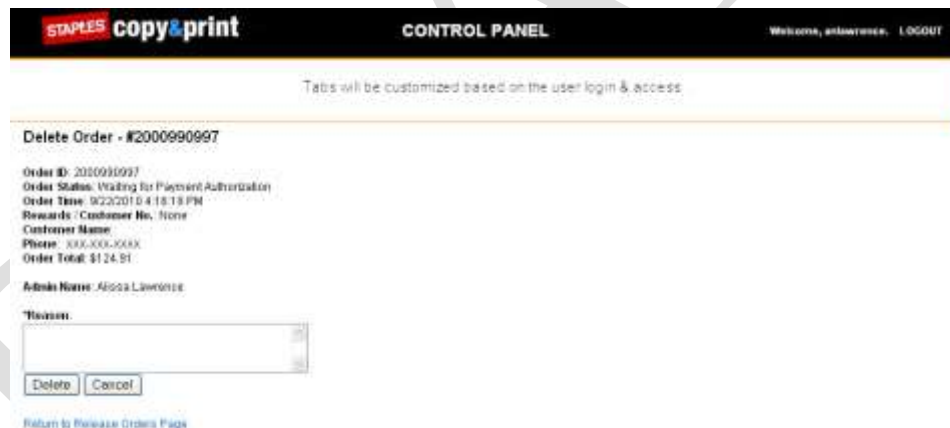 STAPLES copy&print
CONTROL PANEL
Welcome, anlawrence. LOGOUT
Tabs will be customized based on the user login & access
Delete Order - #2000990997
Order ID: 2000990997
Order Status: Waiting for Payment Authorization
Order Time: 9/22/2010 4:18:18 PM
Rewards / Customer No.: None
Customer Name:
Phone: XXX-XXX-XXXX
Order Total: $124.91
Admin Name: Alissa Lawrence
*Reason:
Delete Cancel
Return to Release Orders Page